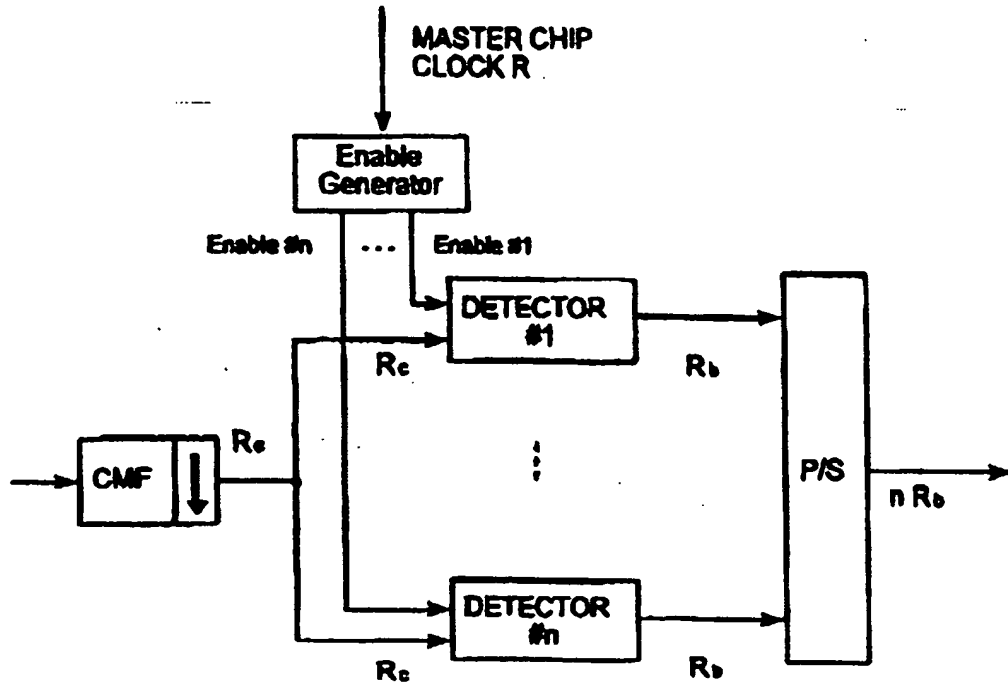 MASTER CHIP
CLOCK R
Enable
Generator
Enable #n
...
Enable #1
DETECTOR
#1
Rc
Rb
CMF
Rc
P/S
n Rb
DETECTOR
#n
Rc
Rb